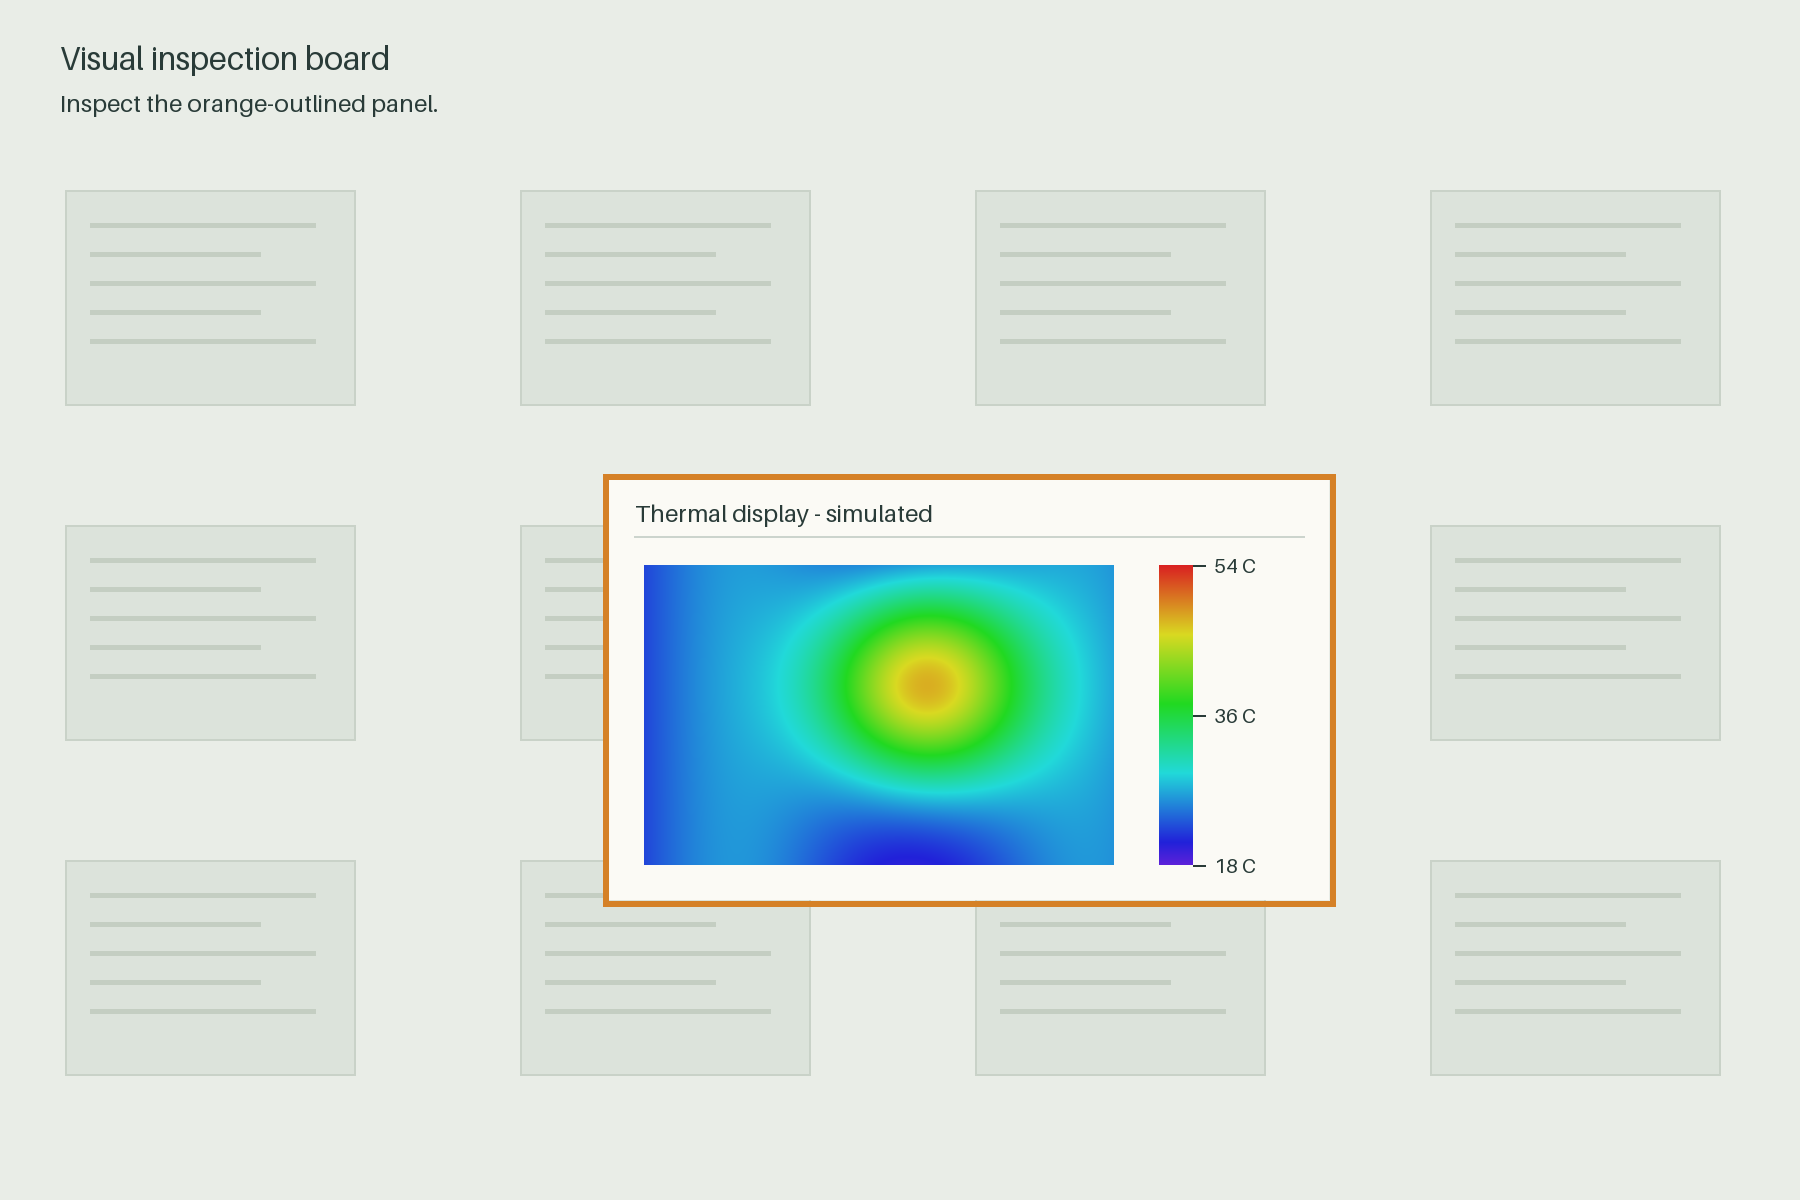 Visual inspection board
Inspect the orange-outlined panel.
Thermal display - simulated
54 C
36 C
18 C